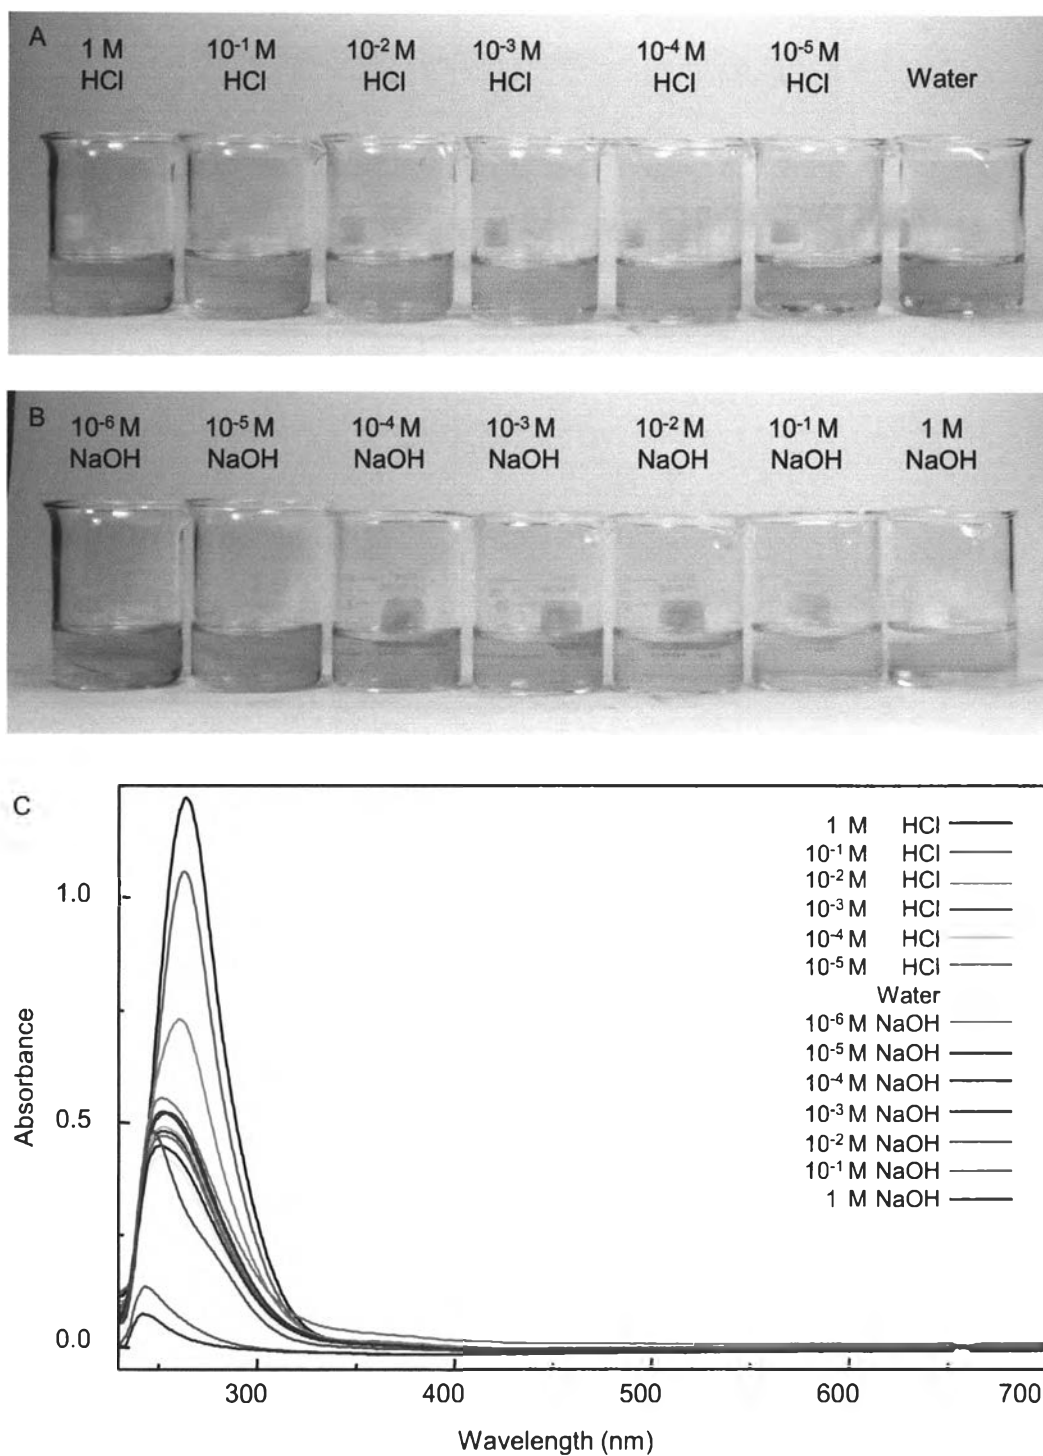 A
1 M 10⁻¹ M 10⁻² M 10⁻³ M 10⁻⁴ M 10⁻⁵ M
HCl HCl HCl HCl HCl HCl Water
B
10⁻⁶ M 10⁻⁵ M 10⁻⁴ M 10⁻³ M 10⁻² M 10⁻¹ M 1 M
NaOH NaOH NaOH NaOH NaOH NaOH NaOH
C
1 M HCl
10⁻¹ M HCl
10⁻² M HCl
10⁻³ M HCl
10⁻⁴ M HCl
10⁻⁵ M HCl
Water
10⁻⁶ M NaOH
10⁻⁵ M NaOH
10⁻⁴ M NaOH
10⁻³ M NaOH
10⁻² M NaOH
10⁻¹ M NaOH
1 M NaOH
1.0
0.5
0.0
Absorbance
300 400 500 600 700
Wavelength (nm)